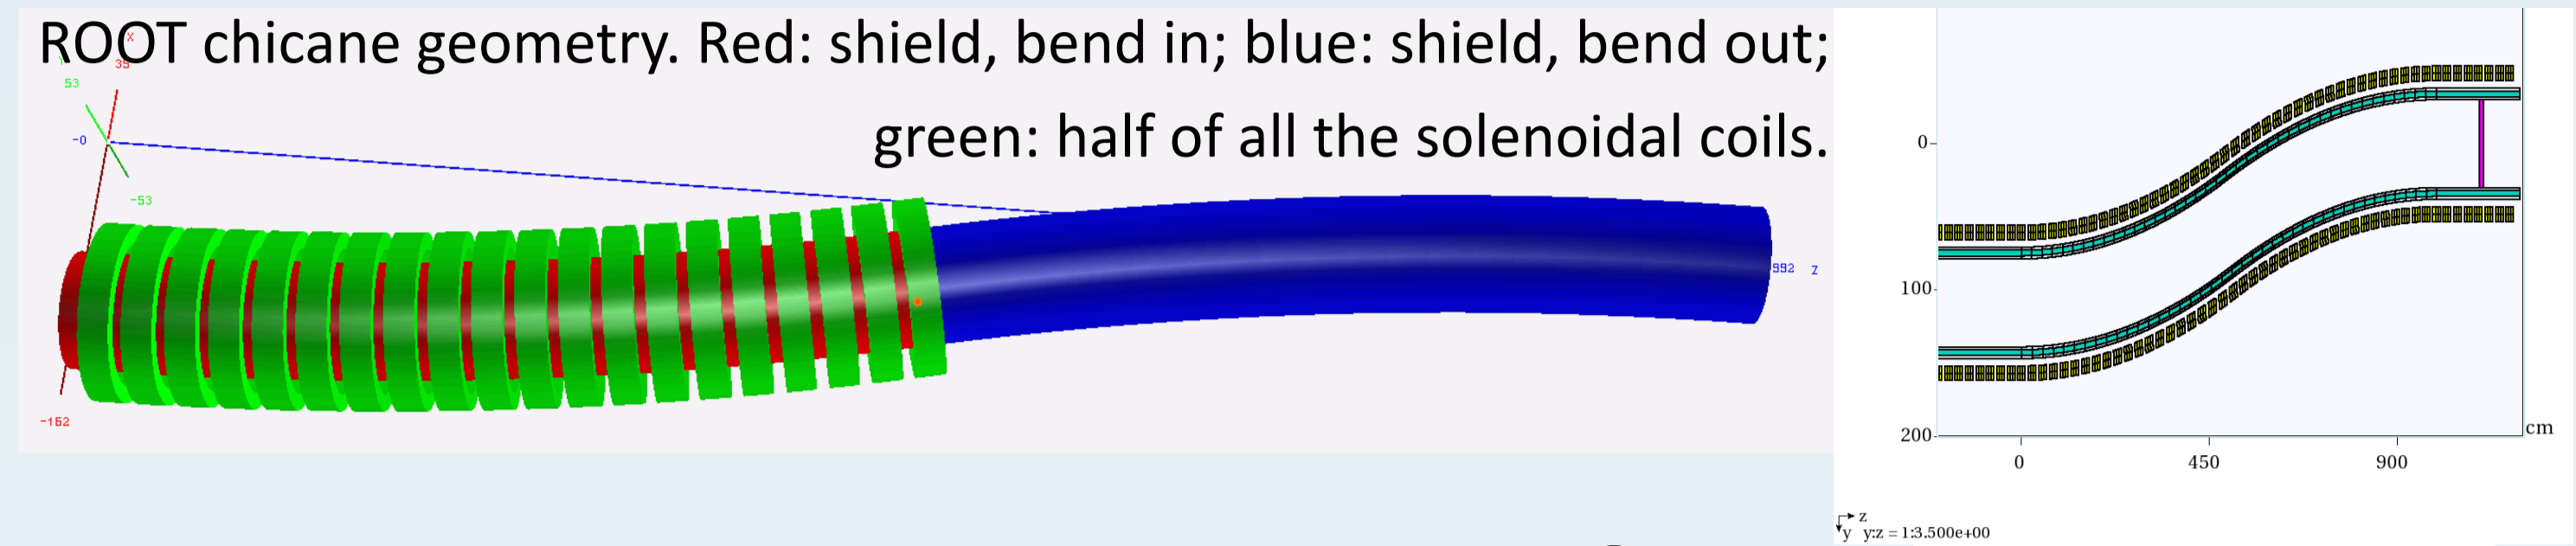 ROOT chicane geometry. Red: shield, bend in; blue: shield, bend out;
green: half of all the solenoidal coils.
X
35
Y
53
-0
-53
-162
992 Z
0
100
200
cm
0 450 900
z
y y:z = 1:3.500e+00